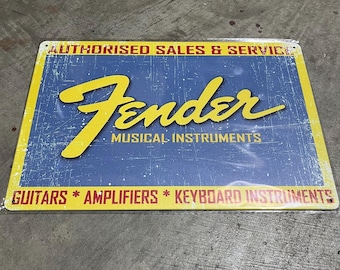 AUTHORISED SALES & SERVICE
Fender
MUSICAL INSTRUMENTS
GUITARS * AMPLIFIERS * KEYBOARD INSTRUMENTS